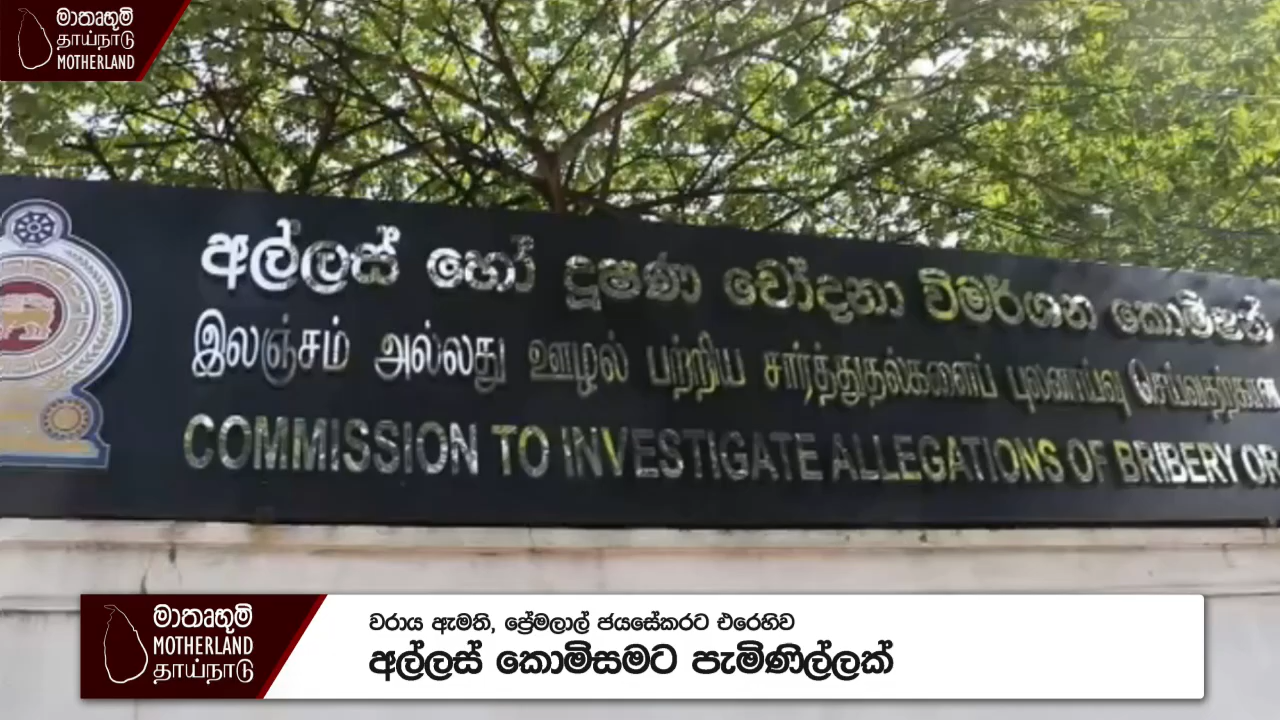 මාතෘභූමි
தாய்நாடு
MOTHERLAND
අල්ලස් හෝ දූෂණ චෝදනා විමර්ශන කොමිෂන්
இலஞ்சம் அல்லது ஊழல் பற்றிய சார்த்துதல்களைப் புலனாய்வு செய்வதற்கான
COMMISSION TO INVESTIGATE ALLEGATIONS OF BRIBERY OR
මාතෘභූමි
MOTHERLAND
தாய்நாடு
වරාය ඇමති, ප්‍රේමලාල් ජයසේකරට එරෙහිව
අල්ලස් කොමිසමට පැමිණිල්ලක්